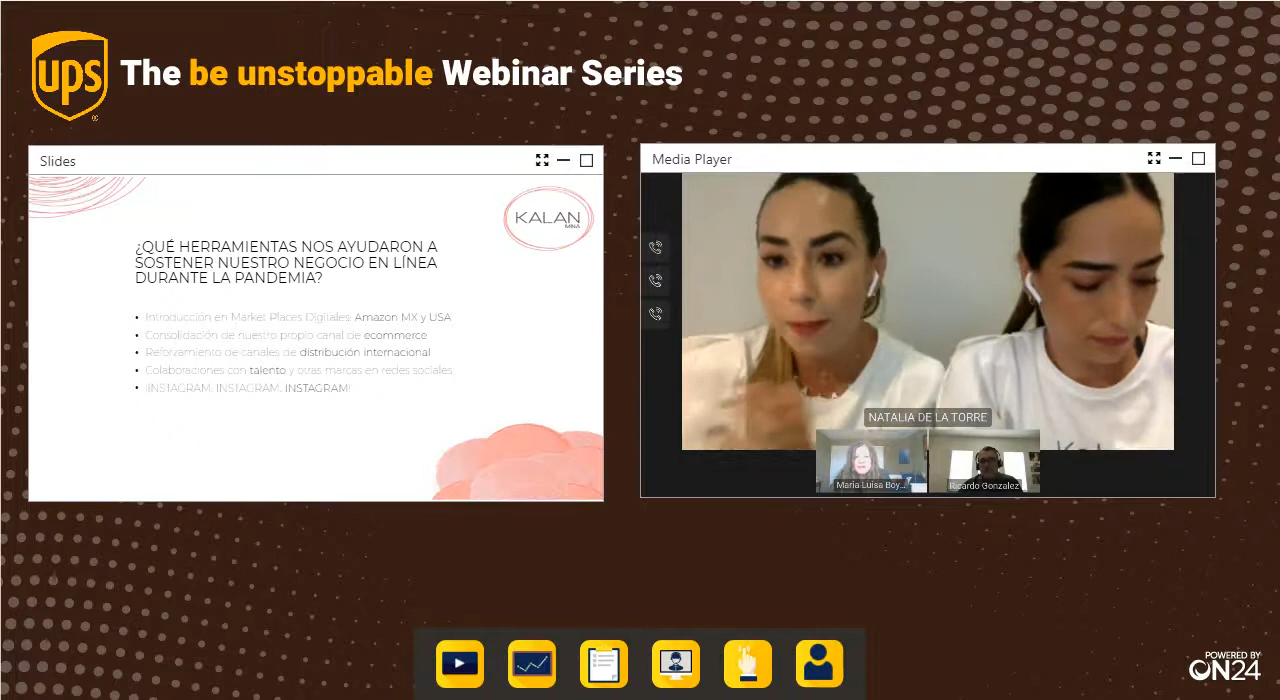 ups
The be unstoppable Webinar Series
Slides
KALAN
MNA
¿QUÉ HERRAMIENTAS NOS AYUDARON A
SOSTENER NUESTRO NEGOCIO EN LÍNEA
DURANTE LA PANDEMIA?
• Introducción en Market Places Digitales: Amazon MX y USA
• Consolidación de nuestro propio canal de ecommerce
• Reforzamiento de canales de distribución internacional
• Colaboraciones con talento y otras marcas en redes sociales
• ¡INSTAGRAM, INSTAGRAM, INSTAGRAM!
Media Player
NATALIA DE LA TORRE
Maria Luisa Boy...
Ricardo Gonzalez
POWERED BY
ON24